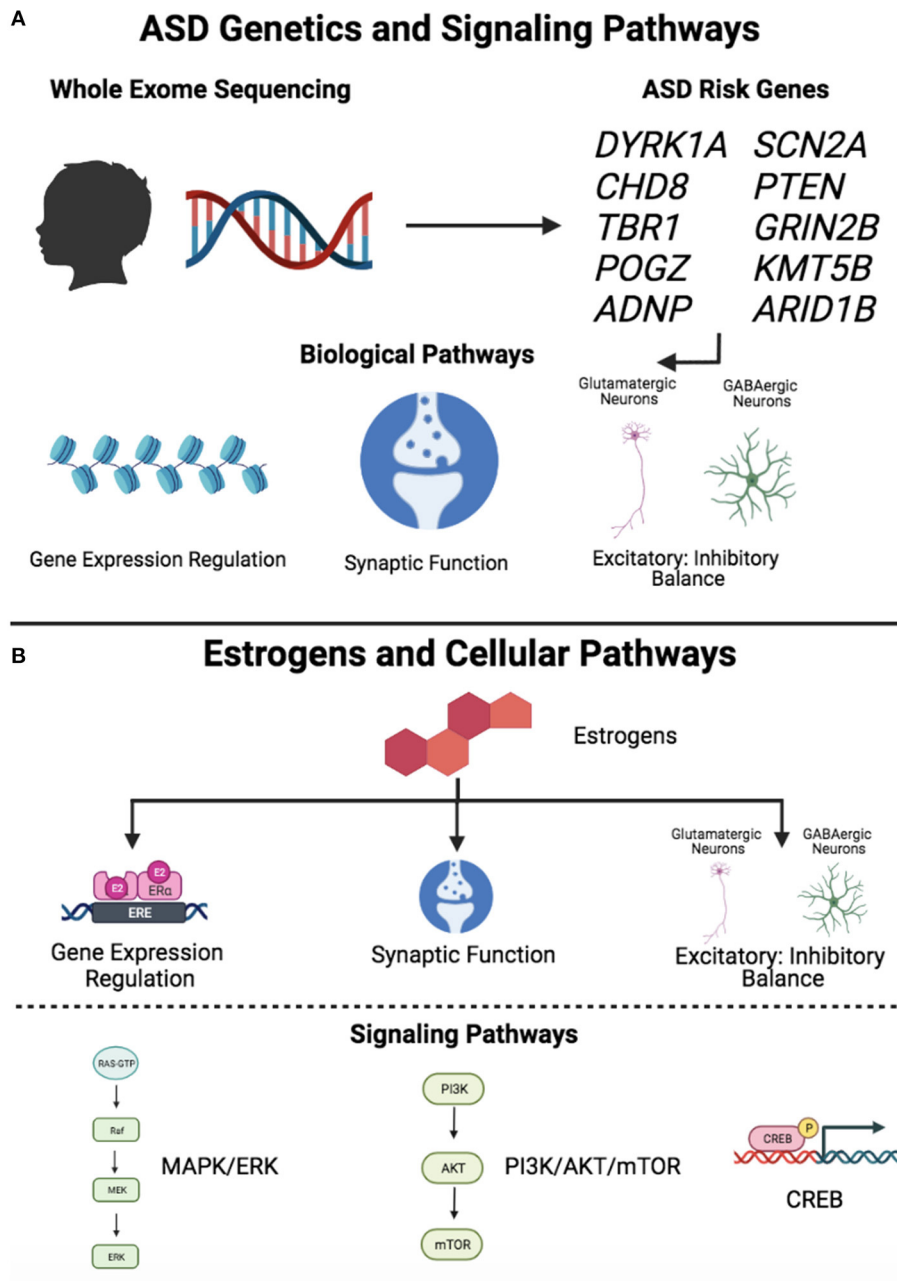 A
ASD Genetics and Signaling Pathways
Whole Exome Sequencing
ASD Risk Genes
DYRK1A SCN2A
CHD8 PTEN
TBR1 GRIN2B
POGZ KMT5B
ADNP ARID1B
Biological Pathways
Glutamatergic
Neurons
GABAergic
Neurons
Gene Expression Regulation
Synaptic Function
Excitatory: Inhibitory
Balance
B
Estrogens and Cellular Pathways
Estrogens
Glutamatergic
Neurons
GABAergic
Neurons
E2
E2
ERα
ERE
Gene Expression
Regulation
Synaptic Function
Excitatory: Inhibitory
Balance
Signaling Pathways
RAS-GTP
Raf
MEK
ERK
MAPK/ERK
PI3K
AKT
mTOR
PI3K/AKT/mTOR
CREB
P
CREB